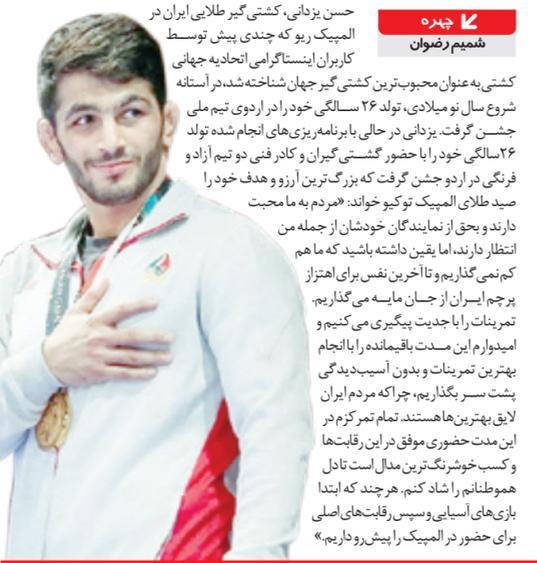 چهره
شمیم رضوان
حسن یزدانی، کشتی‌گیر طلایی ایران در
المپیک ریو که چندی پیش توسط
کاربران اینستاگرامی اتحادیه جهانی
کشتی به عنوان محبوب‌ترین کشتی‌گیر جهان شناخته شد، در آستانه
شروع سال نو میلادی، تولد ۲۶ سالگی خود را در اردوی تیم ملی
جشن گرفت. یزدانی در حالی با برنامه‌ریزی‌های انجام شده تولد
۲۶سالگی خود را با حضور گشتی‌گیران و کادر فنی دو تیم آزاد و
فرنگی در اردو جشن گرفت که بزرگ‌ترین آرزو و هدف خود را
صید طلای المپیک توکیو خواند: «مردم به ما محبت
دارند و بحق از نمایندگان خودشان از جمله من
انتظار دارند، اما یقین داشته باشید که ما هم
کم نمی‌گذاریم و تا آخرین نفس برای اهتزاز
پرچم ایران از جان مایه می‌گذاریم.
تمرینات را با جدیت پیگیری می‌کنیم و
امیدوارم این مدت باقیمانده را با انجام
بهترین تمرینات و بدون آسیب‌دیدگی
پشت سر بگذاریم، چراکه مردم ایران
لایق بهترین‌ها هستند. تمام تمرکزم در
این مدت حضوری موفق در این رقابت‌ها
و کسب خوشرنگ‌ترین مدال است تا دل
هموطنانم را شاد کنم. هر چند که ابتدا
بازی‌های آسیایی و سپس رقابت‌های اصلی
برای حضور در المپیک را پیش‌رو داریم.»